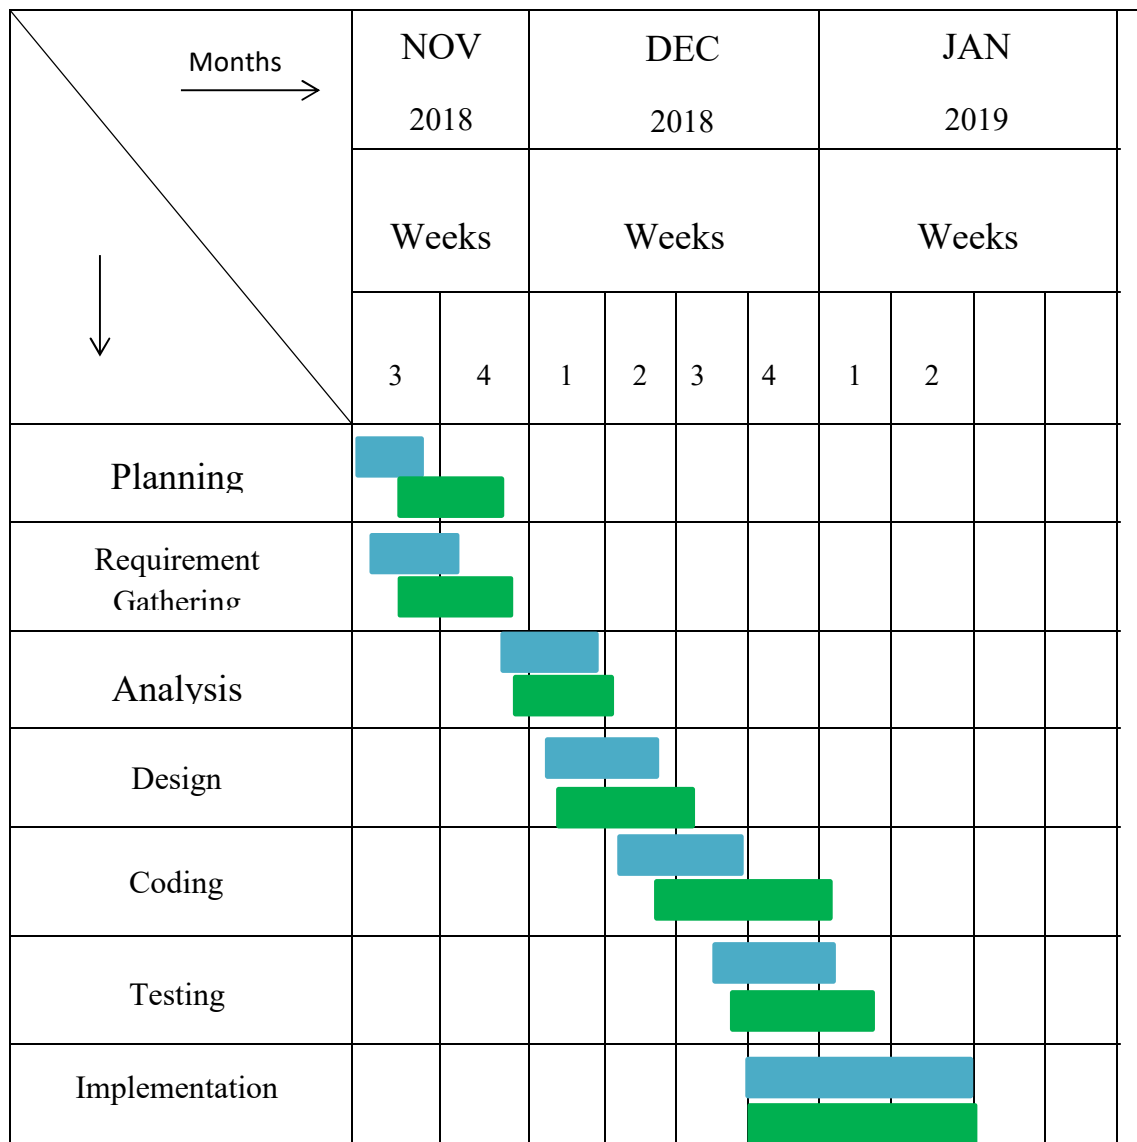 Months
NOV
2018
DEC
2018
JAN
2019
Weeks
Weeks
Weeks
3 4 1 2 3 4 1 2
Planning
Requirement
Gathering
Analysis
Design
Coding
Testing
Implementation